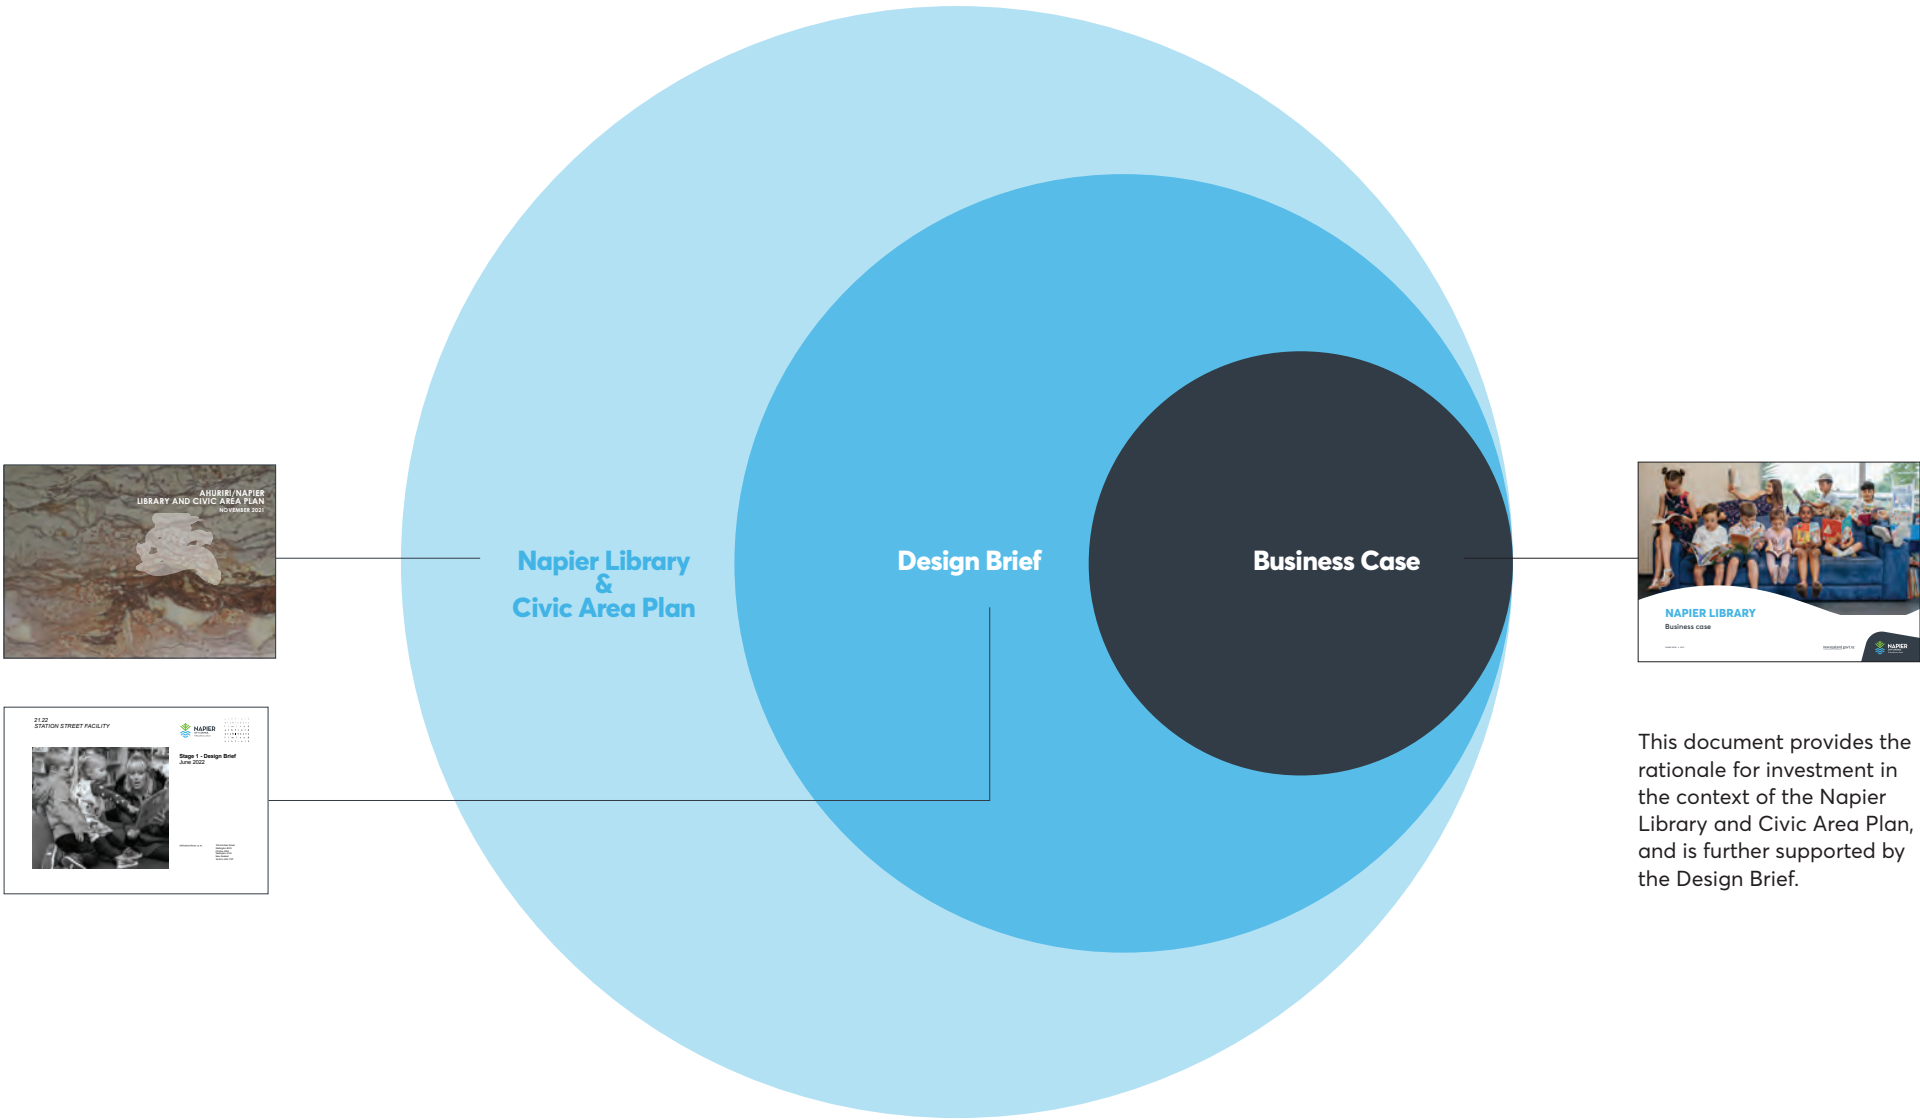 AHURIRI/NAPIER
LIBRARY AND CIVIC AREA PLAN
NOVEMBER 2021
21.22
STATION STREET FACILITY
NAPIER
Stage 1 - Design Brief
June 2022
Napier Library
&
Civic Area Plan
Design Brief
Business Case
NAPIER LIBRARY
Business case
NAPIER
This document provides the
rationale for investment in
the context of the Napier
Library and Civic Area Plan,
and is further supported by
the Design Brief.